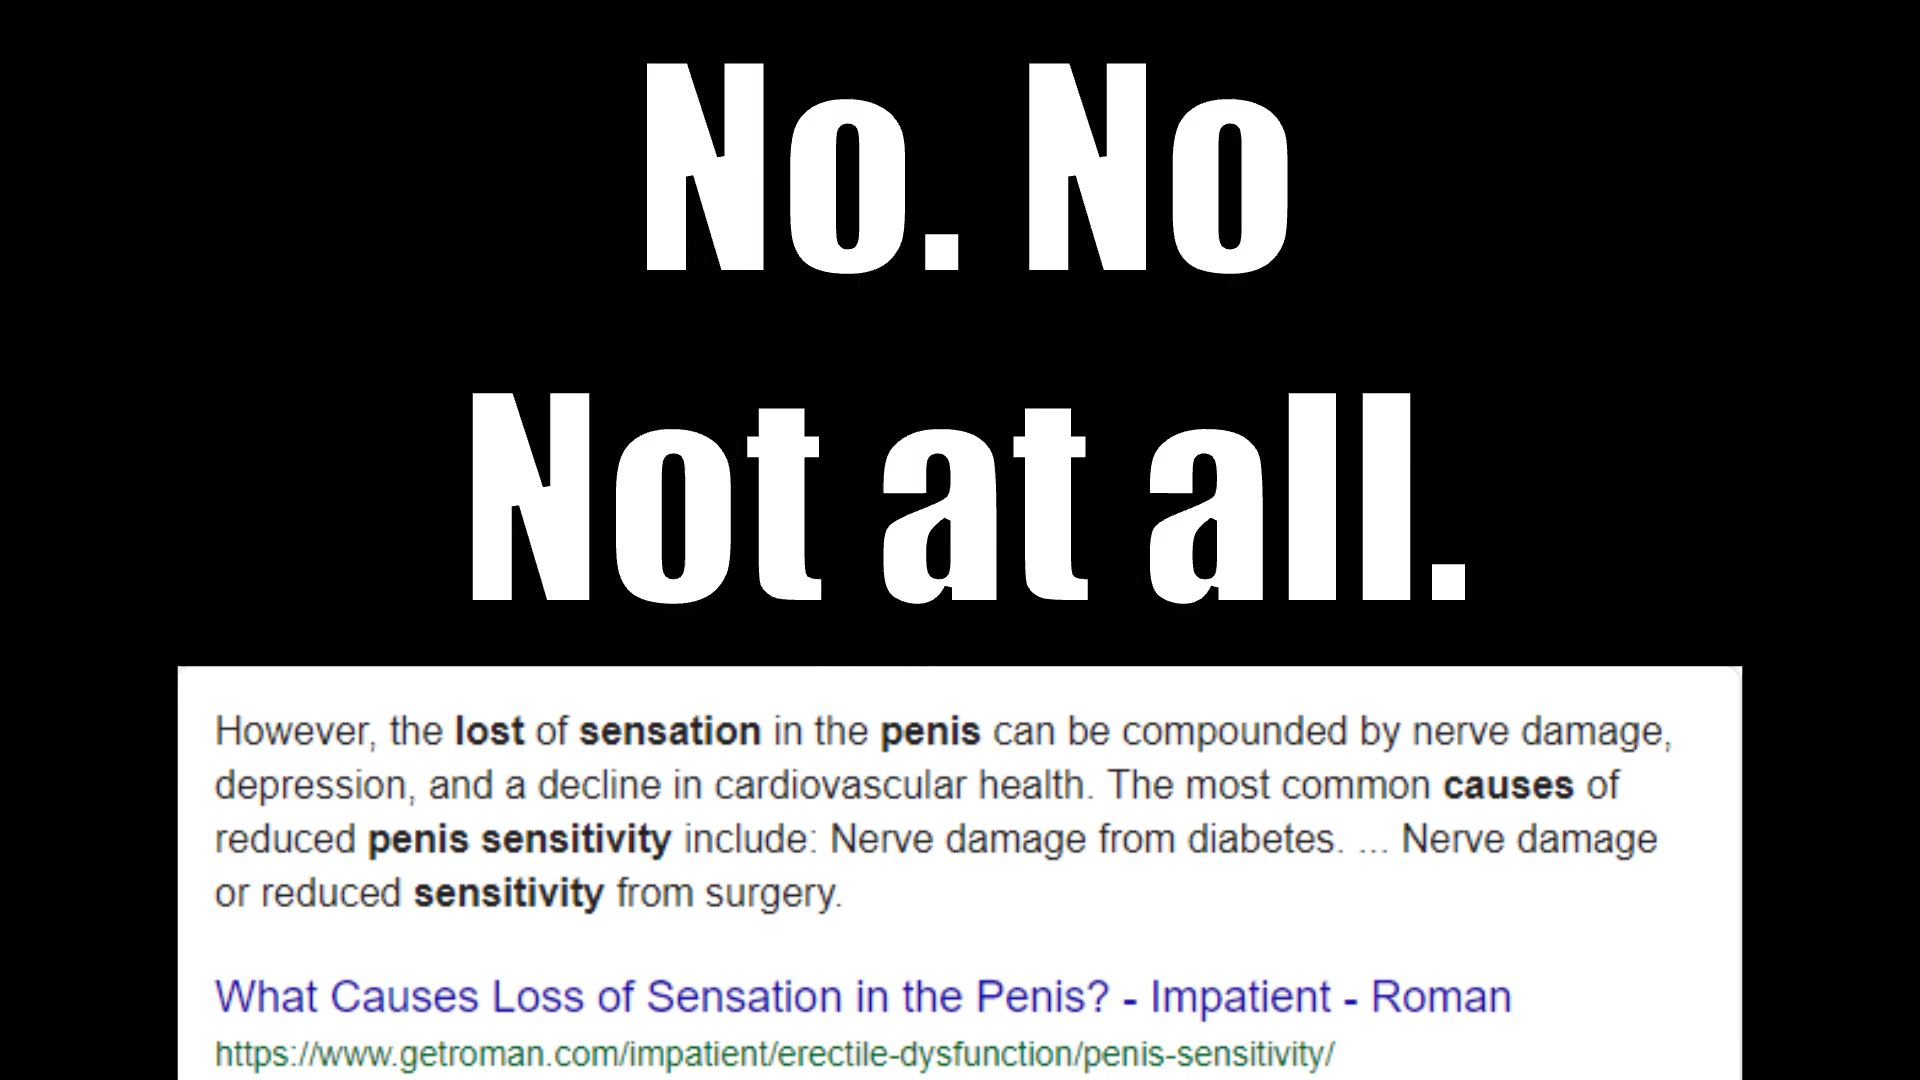 No. No
Not at all.
However, the lost of sensation in the penis can be compounded by nerve damage,
depression, and a decline in cardiovascular health. The most common causes of
reduced penis sensitivity include: Nerve damage from diabetes. ... Nerve damage
or reduced sensitivity from surgery.
What Causes Loss of Sensation in the Penis? - Impatient - Roman
https://www.getroman.com/impatient/erectile-dysfunction/penis-sensitivity/